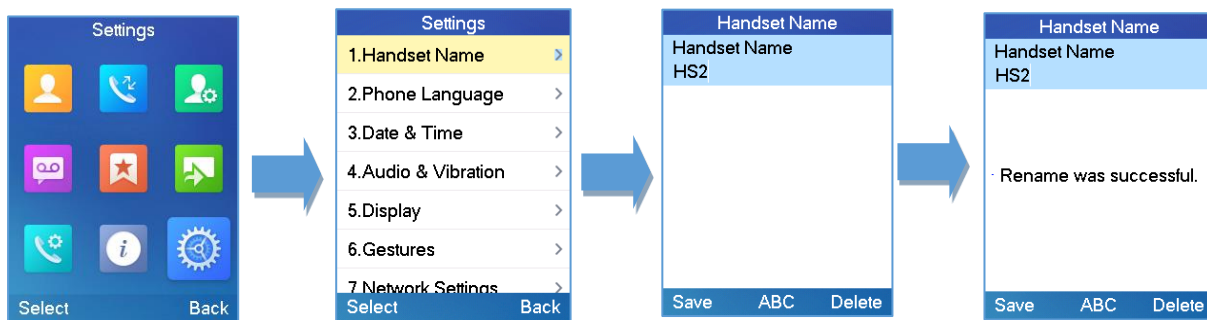 Settings
Select Back
Settings
1.Handset Name
2.Phone Language
3.Date & Time
4.Audio & Vibration
5.Display
6.Gestures
7.Network Settings
Select Back
Handset Name
Handset Name
HS2
Save ABC Delete
Handset Name
Handset Name
HS2
Rename was successful.
Save ABC Delete